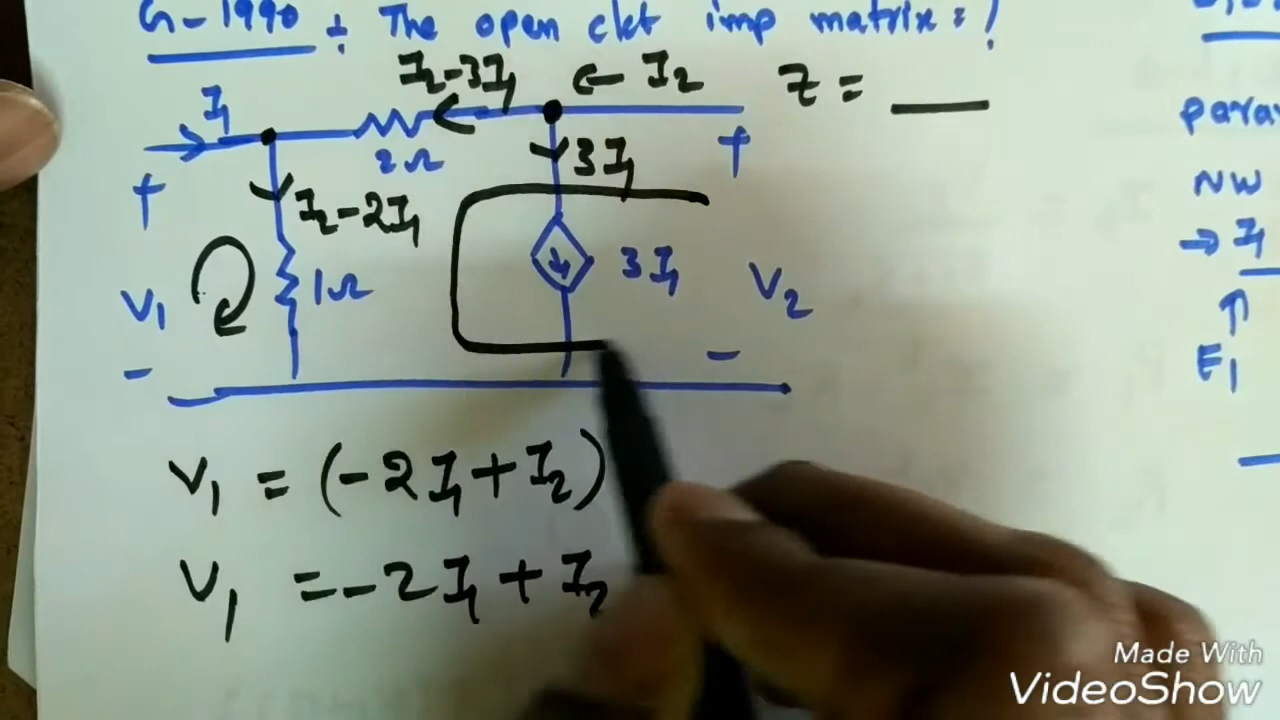 G-1990 ÷ The open ckt imp matrix = !
I2-3I1 ← I2 Z = ___
I1
2Ω
+ 3I1 +
I2-2I1
V1 1Ω 3I1 V2
- -
V1 = (-2I1 + I2)
V1 = -2I1 + I2
para
NW
→ I1
↑
E1
Made With
VideoShow